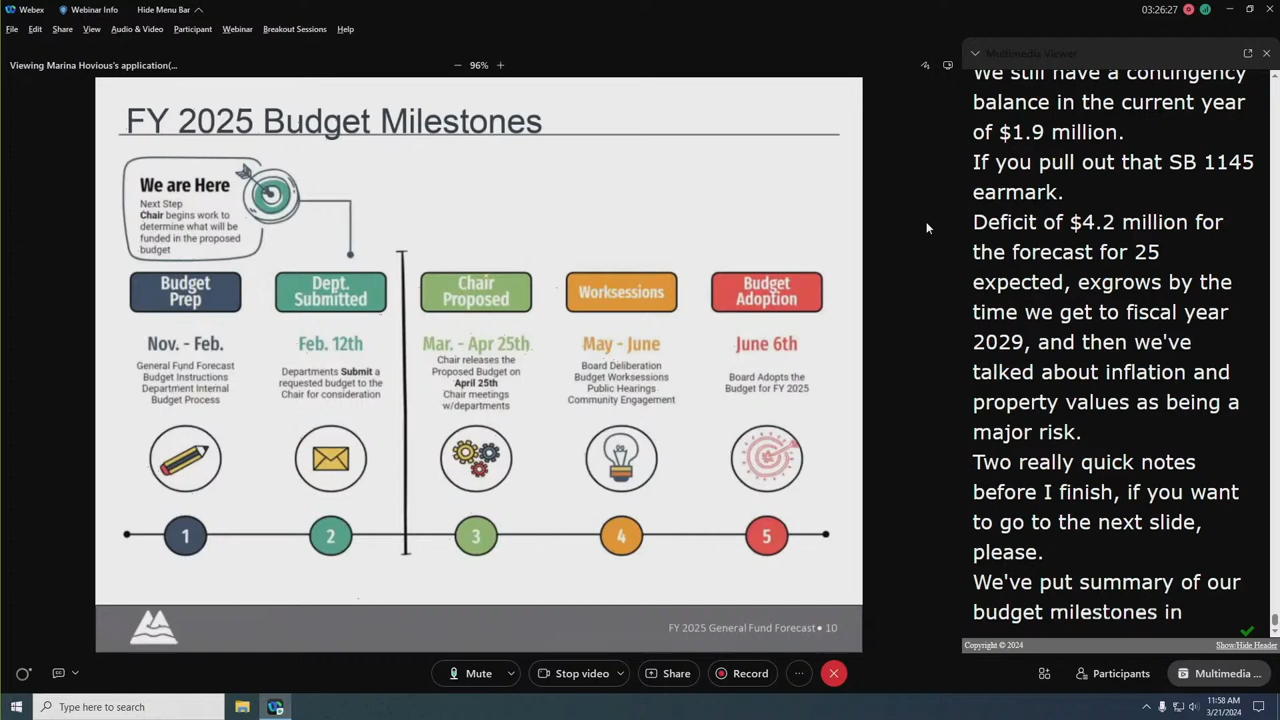 Webex
Webinar Info
Hide Menu Bar
03:26:27
File
Edit
Share
View
Audio & Video
Participant
Webinar
Breakout Sessions
Help
Viewing Marina Hovious's application(...
96%
Multimedia Viewer
FY 2025 Budget Milestones
We are Here
Next Step
Chair begins work to
determine what will be
funded in the proposed
budget
Budget
Prep
Nov. - Feb.
General Fund Forecast
Budget Instructions
Department Internal
Budget Process
1
Dept.
Submitted
Feb. 12th
Departments Submit a
requested budget to the
Chair for consideration
2
Chair
Proposed
Mar. - Apr 25th
Chair releases the
Proposed Budget on
April 25th
Chair meetings
w/departments
3
Worksessions
May - June
Board Deliberation
Budget Worksessions
Public Hearings
Community Engagement
4
Budget
Adoption
June 6th
Board Adopts the
Budget for FY 2025
5
FY 2025 General Fund Forecast• 10
We still have a contingency
balance in the current year
of $1.9 million.
If you pull out that SB 1145
earmark.
Deficit of $4.2 million for
the forecast for 25
expected, exgrows by the
time we get to fiscal year
2029, and then we've
talked about inflation and
property values as being a
major risk.
Two really quick notes
before I finish, if you want
to go to the next slide,
please.
We've put summary of our
budget milestones in
Copyright © 2024
Show/Hide Header
Mute
Stop video
Share
Record
Participants
Multimedia ...
Type here to search
11:58 AM
3/21/2024